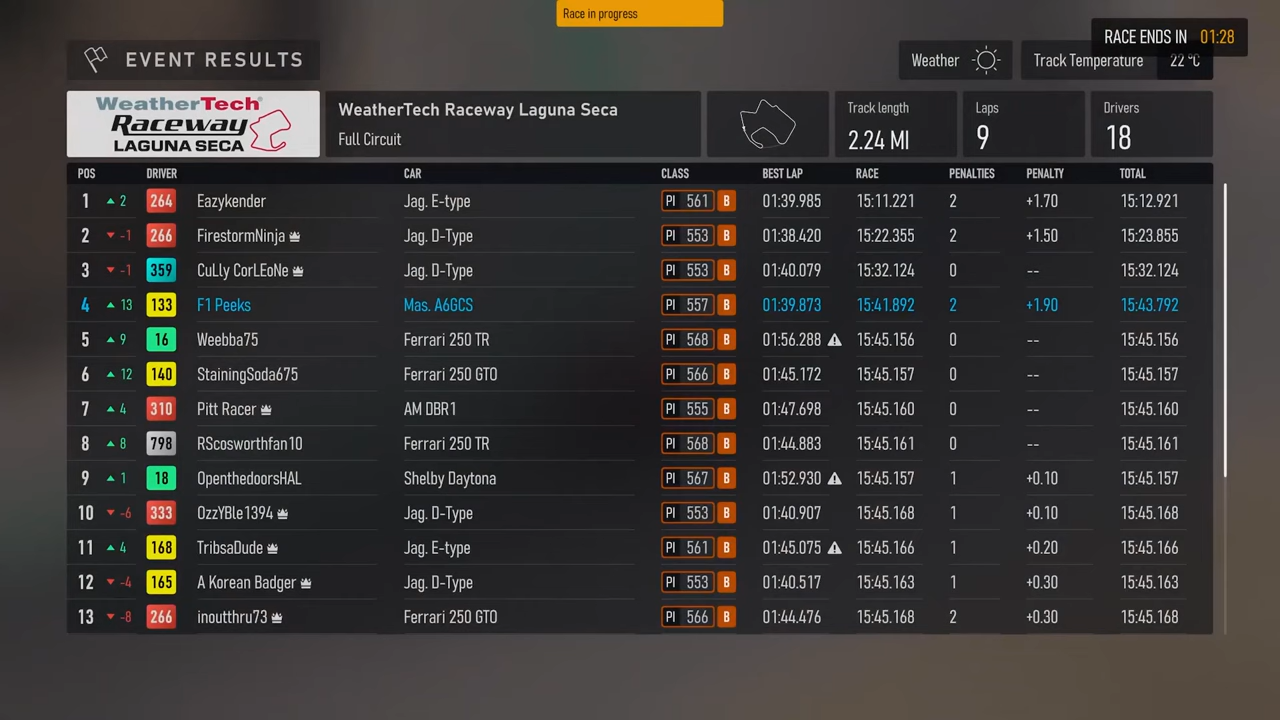 Race in progress
RACE ENDS IN 01:28
EVENT RESULTS
Weather
Track Temperature 22 °C
WeatherTech
Raceway
LAGUNA SECA
WeatherTech Raceway Laguna Seca
Full Circuit
Track length
2.24 MI
Laps
9
Drivers
18
POS DRIVER CAR CLASS BEST LAP RACE PENALTIES PENALTY TOTAL
1 ▲ 2 264 Eazykender Jag. E-type PI 561 B 01:39.985 15:11.221 2 +1.70 15:12.921
2 ▼ -1 266 FirestormNinja Jag. D-Type PI 553 B 01:38.420 15:22.355 2 +1.50 15:23.855
3 ▼ -1 359 CuLLy CorLEoNe Jag. D-Type PI 553 B 01:40.079 15:32.124 0 -- 15:32.124
4 ▲ 13 133 F1 Peeks Mas. A6GCS PI 557 B 01:39.873 15:41.892 2 +1.90 15:43.792
5 ▲ 9 16 Weebba75 Ferrari 250 TR PI 568 B 01:56.288 15:45.156 0 -- 15:45.156
6 ▲ 12 140 StainingSoda675 Ferrari 250 GTO PI 566 B 01:45.172 15:45.157 0 -- 15:45.157
7 ▲ 4 310 Pitt Racer AM DBR1 PI 555 B 01:47.698 15:45.160 0 -- 15:45.160
8 ▲ 8 798 RScosworthfan10 Ferrari 250 TR PI 568 B 01:44.883 15:45.161 0 -- 15:45.161
9 ▲ 1 18 OpenthedoorsHAL Shelby Daytona PI 567 B 01:52.930 15:45.157 1 +0.10 15:45.157
10 ▼ -6 333 OzzYBle1394 Jag. D-Type PI 553 B 01:40.907 15:45.168 1 +0.10 15:45.168
11 ▲ 4 168 TribsaDude Jag. E-type PI 561 B 01:45.075 15:45.166 1 +0.20 15:45.166
12 ▼ -4 165 A Korean Badger Jag. D-Type PI 553 B 01:40.517 15:45.163 1 +0.30 15:45.163
13 ▼ -8 266 inoutthru73 Ferrari 250 GTO PI 566 B 01:44.476 15:45.168 2 +0.30 15:45.168